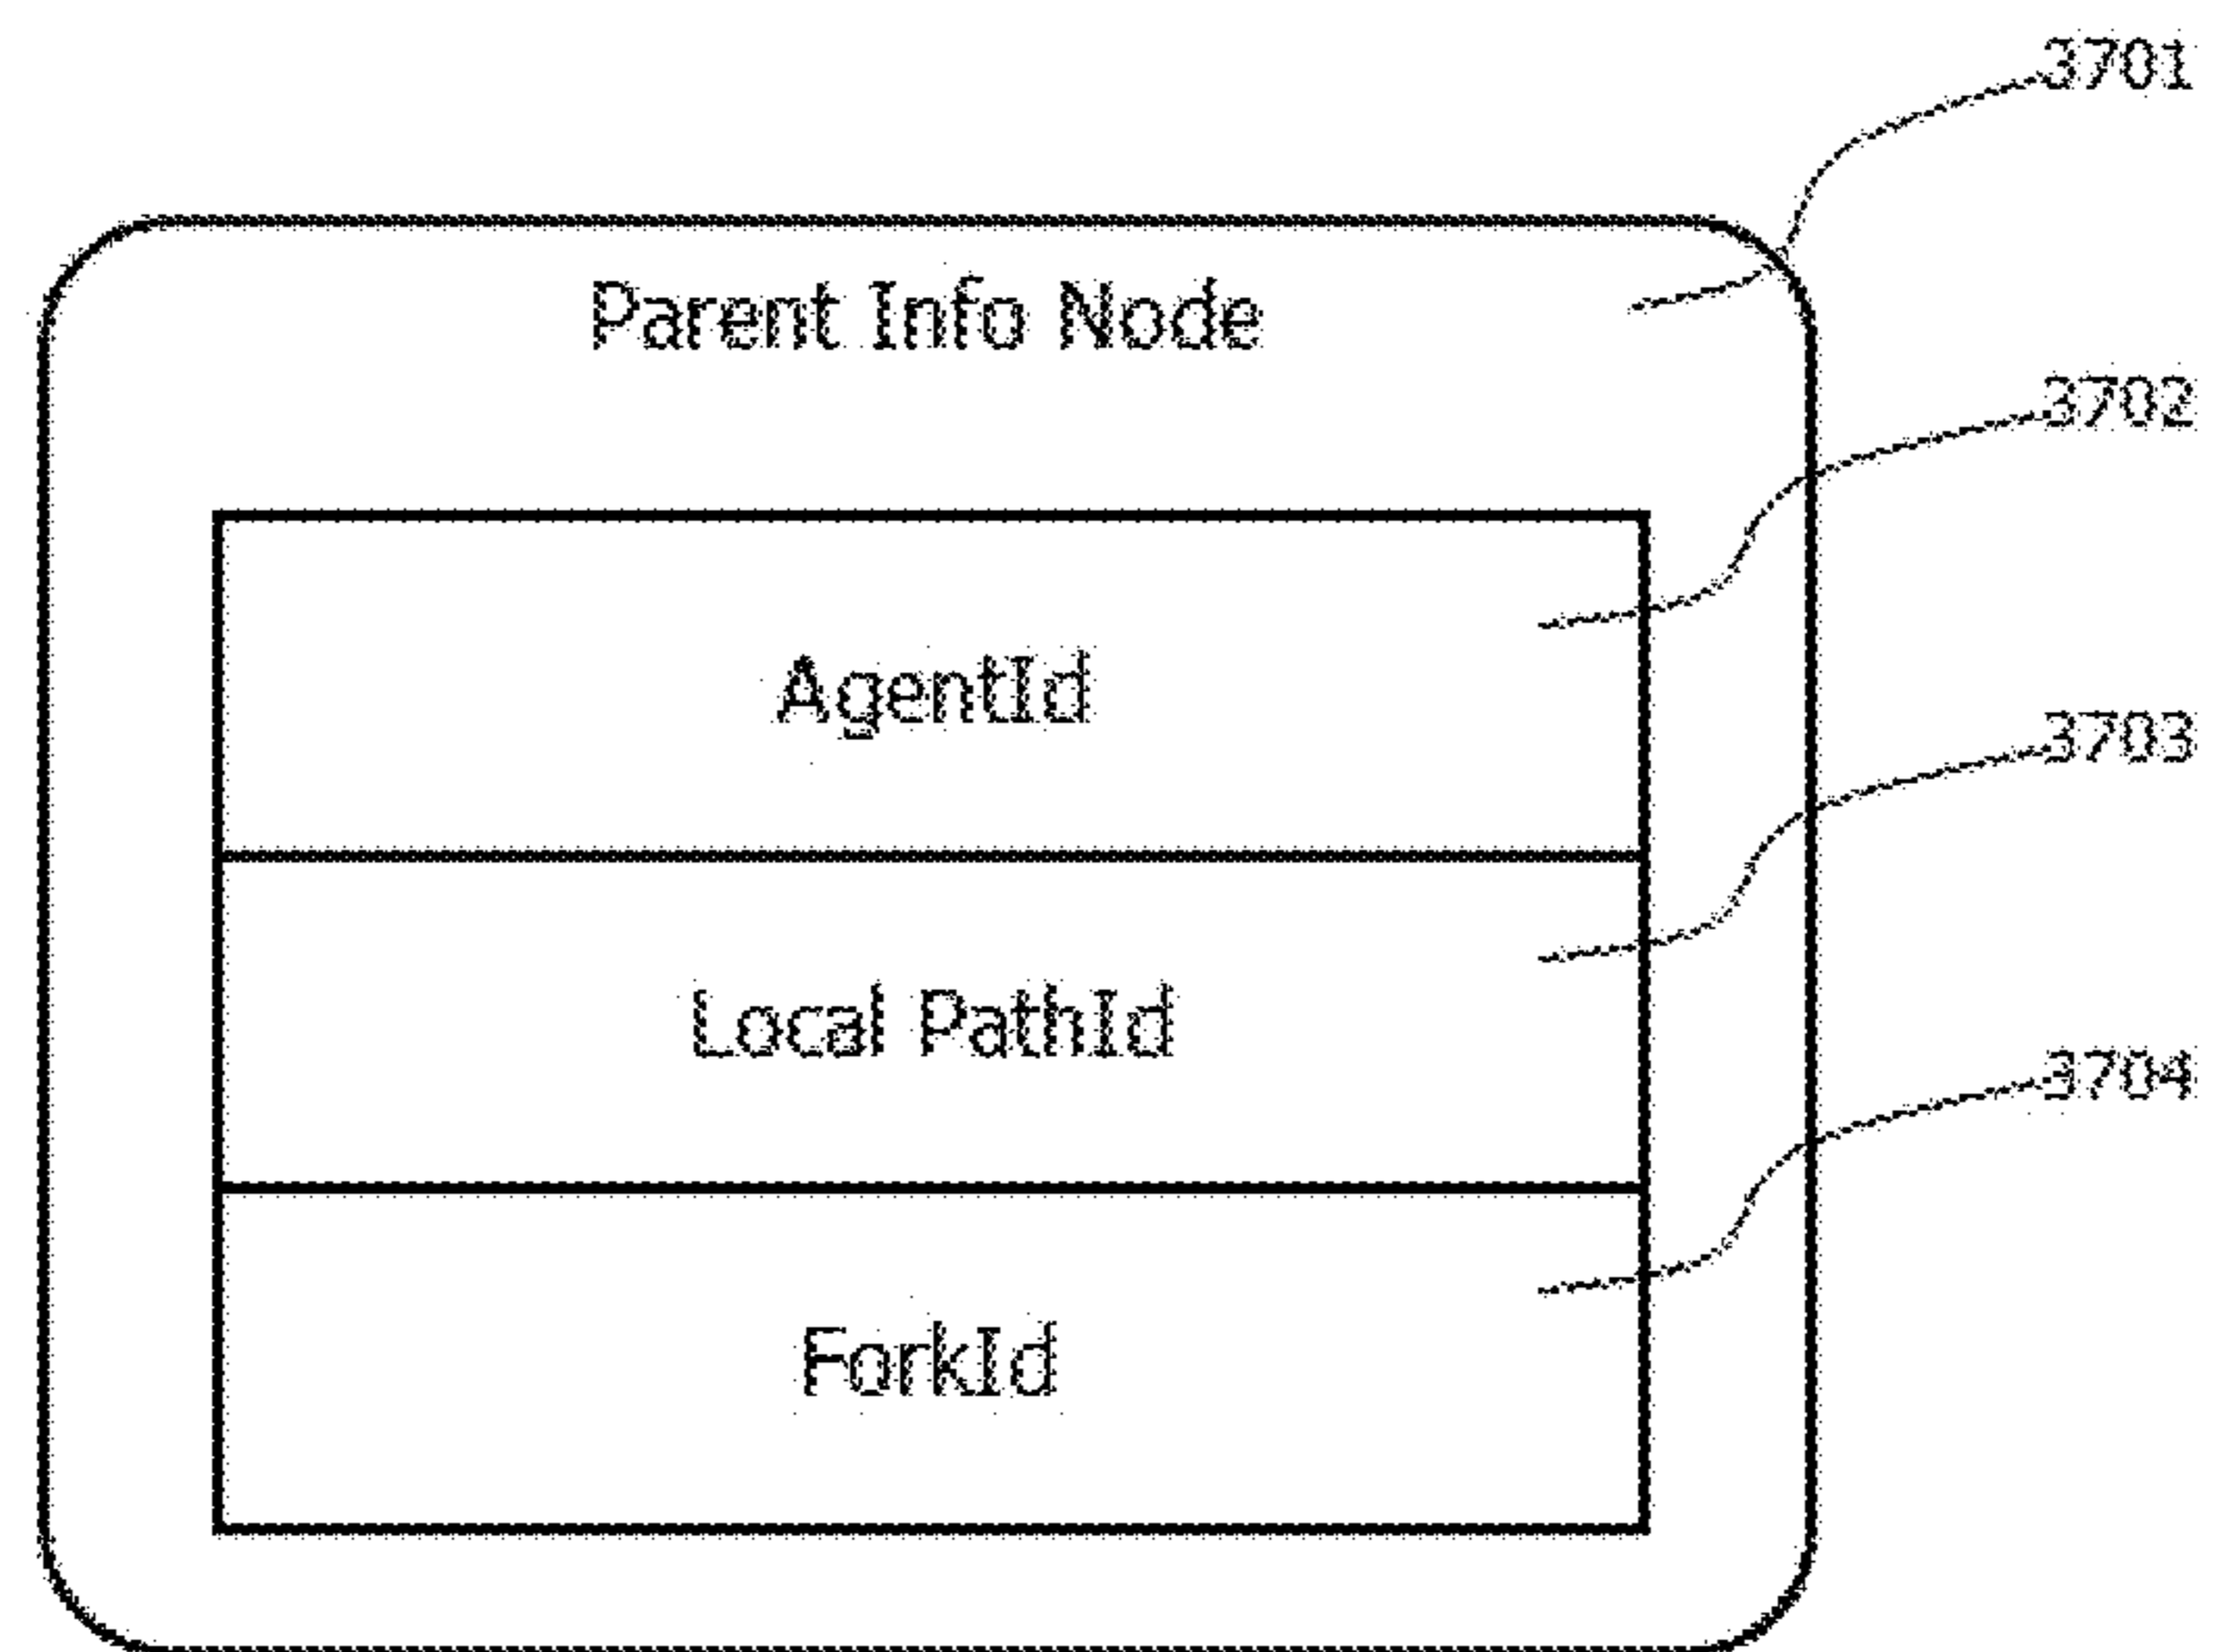 3701
Parent Info Node
3702
AgentId
3703
Local PathId
3704
ForkId